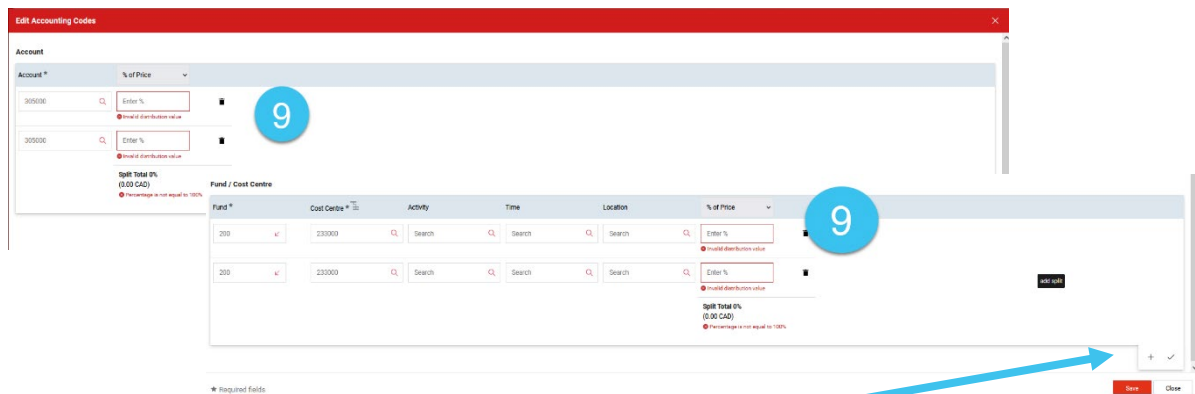 Edit Accounting Codes
Account
Account * % of Price
305000 Enter %
Invalid distribution value
9
305000 Enter %
Invalid distribution value
Split Total 0%
(0.00 CAD)
Percentage is not equal to 100%
Fund / Cost Centre
Fund * Cost Centre * Activity Time Location % of Price
9
200 233000 Search Search Search Enter %
Invalid distribution value
200 233000 Search Search Search Enter %
Invalid distribution value
add split
Split Total 0%
(0.00 CAD)
Percentage is not equal to 100%
★ Required fields Save Close